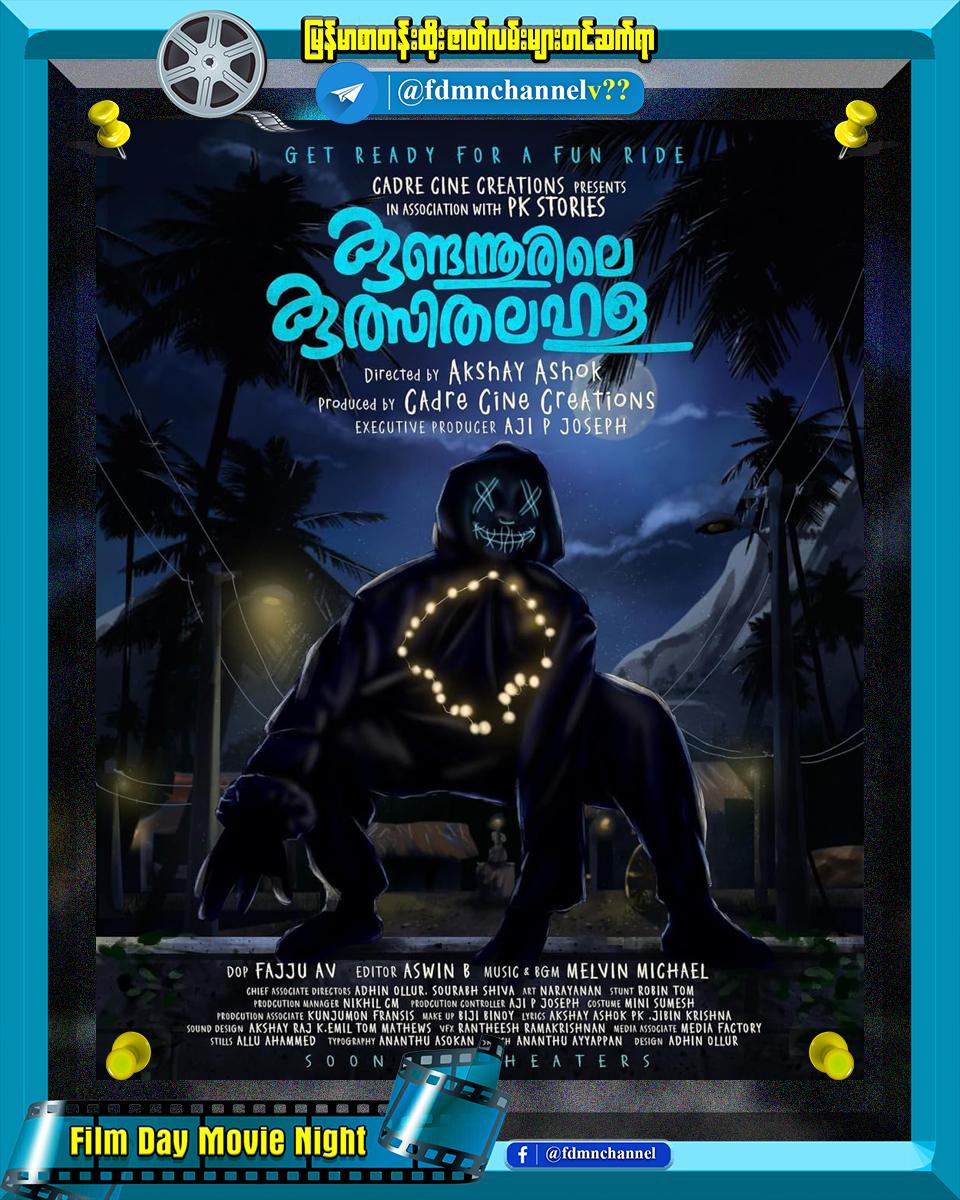 မြန်မာစာတန်းထိုးဇာတ်လမ်းများတင်ဆက်ရာ
@fdmnchannelv??
GET READY FOR A FUN RIDE
CADRE CINE CREATIONS PRESENTS
IN ASSOCIATION WITH PK STORIES
കുണ്ടന്നൂരിലെ
കുത്സിതലഹള
DIRECTED BY AKSHAY ASHOK
PRODUCED BY CADRE CINE CREATIONS
EXECUTIVE PRODUCER AJI P JOSEPH
DOP FAJJU AV EDITOR ASWIN B MUSIC & BGM MELVIN MICHAEL
CHIEF ASSOCIATE DIRECTORS ADHIN OLLUR. SOURABH SHIVA ART NARAYANAN STUNT ROBIN TOM
PRODCUTION MANAGER NIKHIL CM PRODCUTION CONTROLLER AJI P JOSEPH COSTUME MINI SUMESH
PRODCUTION ASSOCIATE KUNJUMON FRANSIS MAKE UP BIJI BINOY LYRICS AKSHAY ASHOK PK .JIBIN KRISHNA
SOUND DESIGN AKSHAY RAJ K.EMIL TOM MATHEWS VFX RANTHEESH RAMAKRISHNAN MEDIA ASSOCIATE MEDIA FACTORY
STILLS ALLU AHAMMED TYPOGRAPHY ANANTHU ASOKAN ANANTHU AYYAPPAN DESIGN ADHIN OLLUR
SOON HEATERS
Film Day Movie Night
@fdmnchannel